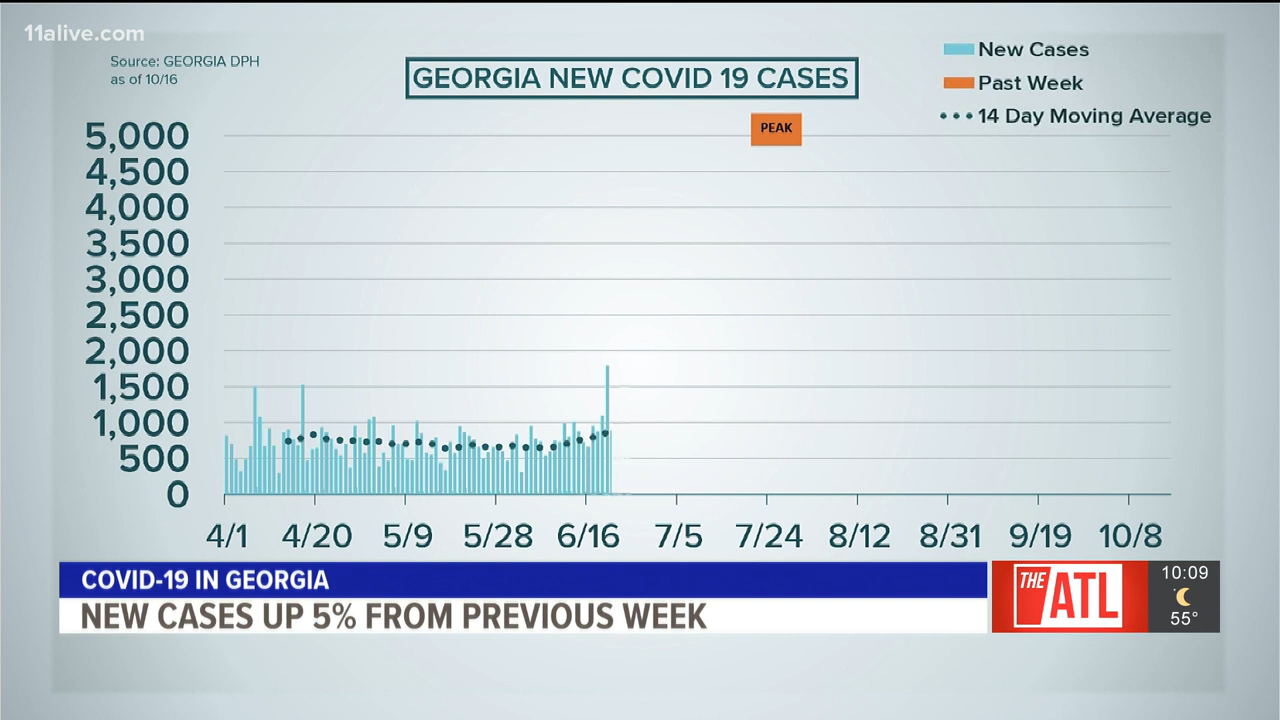 11alive.com
Source: GEORGIA DPH
as of 10/16
GEORGIA NEW COVID 19 CASES
New Cases
Past Week
14 Day Moving Average
PEAK
5,000
4,500
4,000
3,500
3,000
2,500
2,000
1,500
1,000
500
0
4/1 4/20 5/9 5/28 6/16 7/5 7/24 8/12 8/31 9/19 10/8
COVID-19 IN GEORGIA
NEW CASES UP 5% FROM PREVIOUS WEEK
THE ATL
10:09
55°